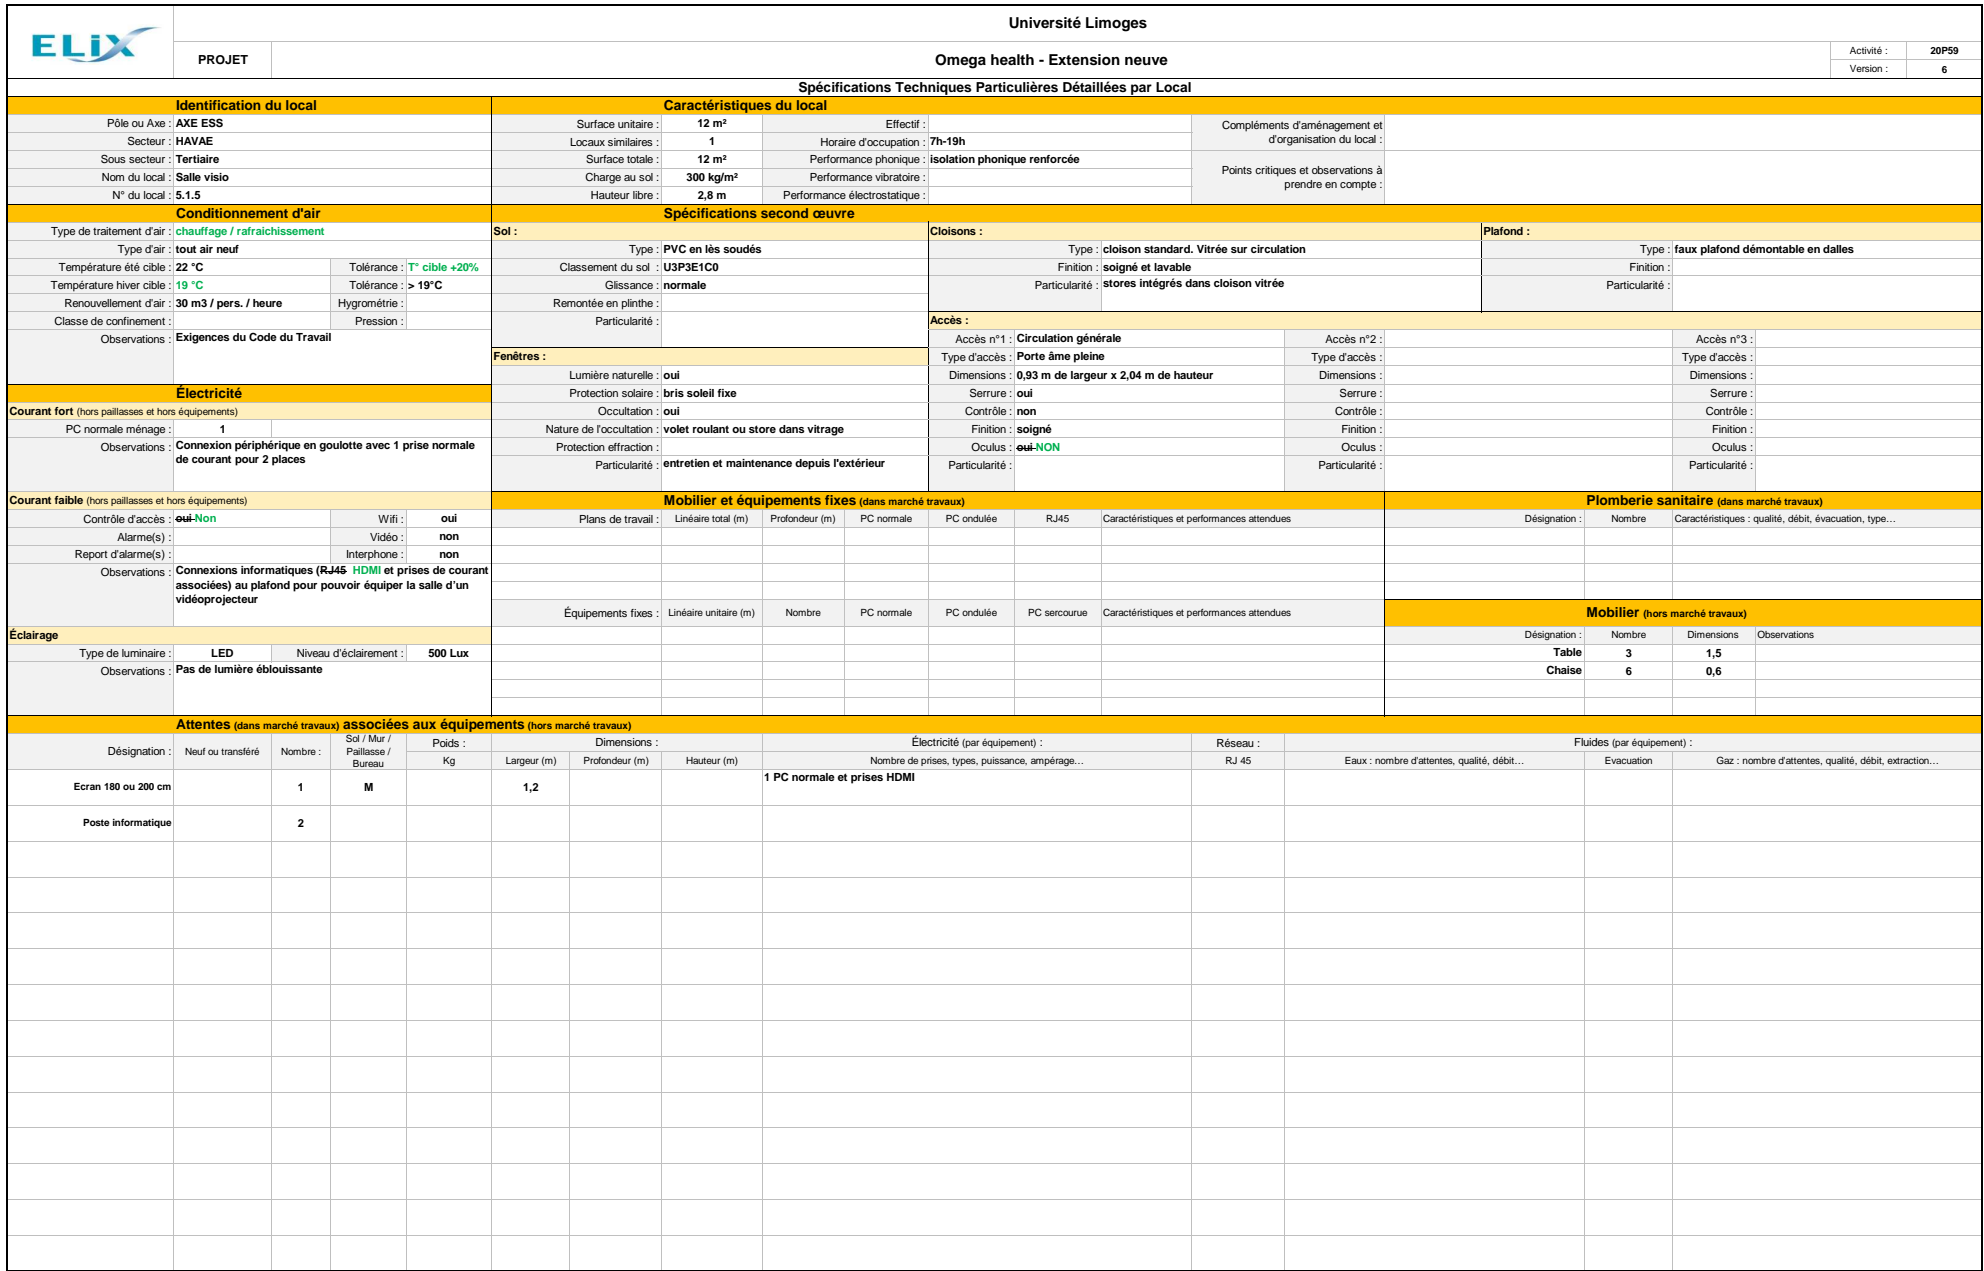 ELiX
Université Limoges
PROJET
Omega health - Extension neuve
Activité : 20P59
Version : 6
Spécifications Techniques Particulières Détaillées par Local
Identification du local
Caractéristiques du local
Pôle ou Axe : AXE ESS
Secteur : HAVAE
Sous secteur : Tertiaire
Nom du local : Salle visio
N° du local : 5.1.5
Surface unitaire : 12 m²
Locaux similaires : 1
Surface totale : 12 m²
Charge au sol : 300 kg/m²
Hauteur libre : 2,8 m
Effectif :
Horaire d'occupation : 7h-19h
Performance phonique : isolation phonique renforcée
Performance vibratoire :
Performance électrostatique :
Compléments d'aménagement et
d'organisation du local :
Points critiques et observations à
prendre en compte :
Conditionnement d'air
Type de traitement d'air : chauffage / rafraichissement
Type d'air : tout air neuf
Température été cible : 22 °C Tolérance : T° cible +20%
Température hiver cible : 19 °C Tolérance : > 19°C
Renouvellement d'air : 30 m3 / pers. / heure Hygrométrie :
Classe de confinement : Pression :
Observations : Exigences du Code du Travail
Spécifications second œuvre
Sol :
Type : PVC en lès soudés
Classement du sol : U3P3E1C0
Glissance : normale
Remontée en plinthe :
Particularité :
Cloisons :
Type : cloison standard. Vitrée sur circulation
Finition : soigné et lavable
Particularité : stores intégrés dans cloison vitrée
Plafond :
Type : faux plafond démontable en dalles
Finition :
Particularité :
Fenêtres :
Lumière naturelle : oui
Protection solaire : bris soleil fixe
Occultation : oui
Nature de l'occultation : volet roulant ou store dans vitrage
Protection effraction :
Particularité : entretien et maintenance depuis l'extérieur
Accès :
Accès n°1 : Circulation générale
Type d'accès : Porte âme pleine
Dimensions : 0,93 m de largeur x 2,04 m de hauteur
Serrure : oui
Contrôle : non
Finition : soigné
Oculus : oui NON
Particularité :
Accès n°2 :
Type d'accès :
Dimensions :
Serrure :
Contrôle :
Finition :
Oculus :
Particularité :
Accès n°3 :
Type d'accès :
Dimensions :
Serrure :
Contrôle :
Finition :
Oculus :
Particularité :
Électricité
Courant fort (hors paillasses et hors équipements)
PC normale ménage : 1
Observations : Connexion périphérique en goulotte avec 1 prise normale
de courant pour 2 places
Courant faible (hors paillasses et hors équipements)
Contrôle d'accès : oui Non Wifi : oui
Alarme(s) : Vidéo : non
Report d'alarme(s) : Interphone : non
Observations : Connexions informatiques (RJ45 HDMI et prises de courant
associées) au plafond pour pouvoir équiper la salle d'un
vidéoprojecteur
Éclairage
Type de luminaire : LED Niveau d'éclairement : 500 Lux
Observations : Pas de lumière éblouissante
Mobilier et équipements fixes (dans marché travaux)
Plans de travail : Linéaire total (m) Profondeur (m) PC normale PC ondulée RJ45 Caractéristiques et performances attendues
Équipements fixes : Linéaire unitaire (m) Nombre PC normale PC ondulée PC sercourue Caractéristiques et performances attendues
Plomberie sanitaire (dans marché travaux)
Désignation : Nombre Caractéristiques : qualité, débit, évacuation, type…
Mobilier (hors marché travaux)
Désignation : Nombre Dimensions Observations
Table 3 1,5
Chaise 6 0,6
Attentes (dans marché travaux) associées aux équipements (hors marché travaux)
Désignation : Neuf ou transféré Nombre :
Sol / Mur /
Paillasse /
Bureau
Poids : Dimensions : Électricité (par équipement) : Réseau : Fluides (par équipement) :
Kg Largeur (m) Profondeur (m) Hauteur (m) Nombre de prises, types, puissance, ampérage… RJ 45 Eaux : nombre d'attentes, qualité, débit… Evacuation Gaz : nombre d'attentes, qualité, débit, extraction…
Ecran 180 ou 200 cm 1 M 1,2 1 PC normale et prises HDMI
Poste informatique 2